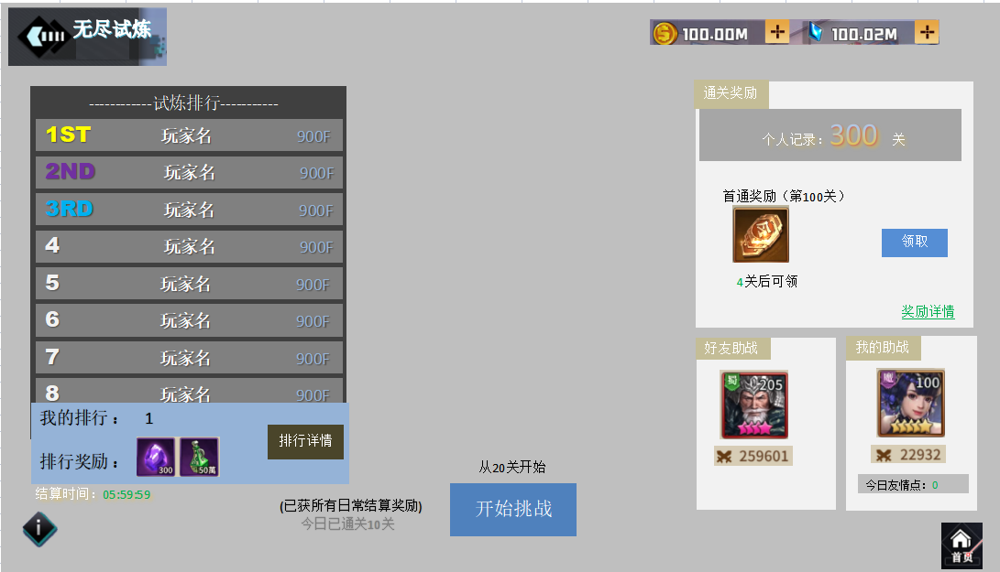 无尽试炼
100.00M
100.02M
------------试炼排行-----------
1ST 玩家名 900F
2ND 玩家名 900F
3RD 玩家名 900F
4 玩家名 900F
5 玩家名 900F
6 玩家名 900F
7 玩家名 900F
8 玩家名 900F
我的排行： 1
排行奖励：
300
50萬
排行详情
结算时间：05:59:59
(已获所有日常结算奖励)
今日已通关10关
从20关开始
开始挑战
通关奖励
个人记录：300 关
首通奖励（第100关）
领取
4关后可领
奖励详情
好友助战
蜀
205
259601
我的助战
魔
100
22932
今日友情点：0
首页